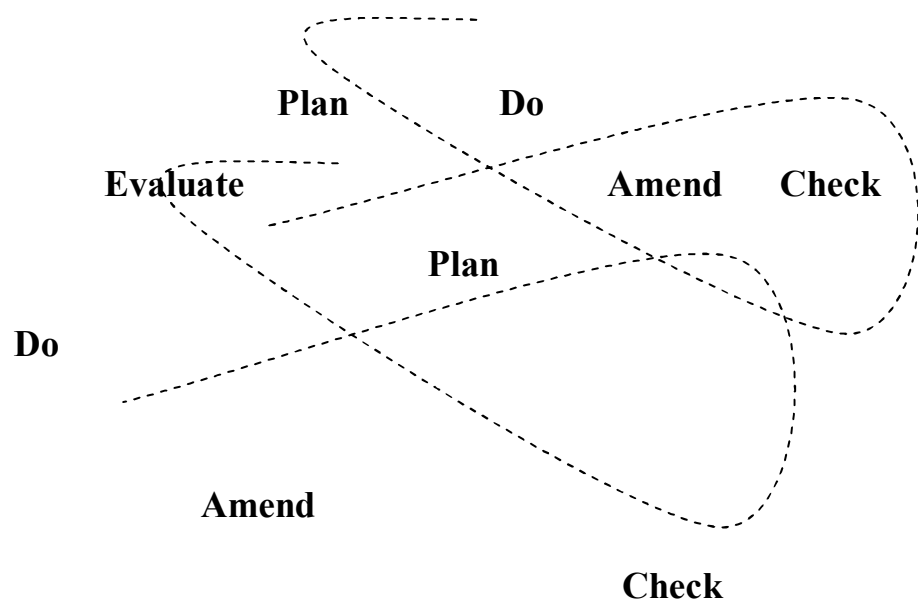 Plan Do
Evaluate Amend Check
Plan
Do
Amend
Check